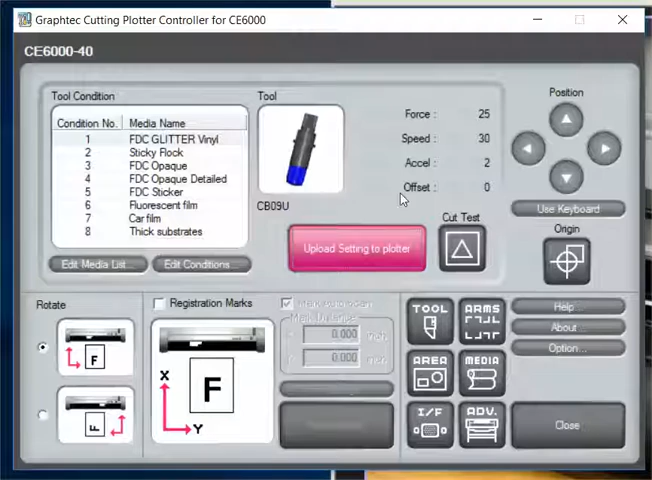 Graphtec Cutting Plotter Controller for CE6000
CE6000-40
Tool Condition
Condition No. Media Name
1 FDC GLITTER Vinyl
2 Sticky Flock
3 FDC Opaque
4 FDC Opaque Detailed
5 FDC Sticker
6 Fluorescent film
7 Car film
8 Thick substrates
Edit Media List...
Edit Conditions...
Tool
CB09U
Force : 25
Speed : 30
Accel : 2
Offset : 0
Upload Setting to plotter
Cut Test
Position
Use Keyboard
Origin
Rotate
F
F
Registration Marks
X
F
Y
0.000
0.000
TOOL
ARMS
AREA
MEDIA
I/F
ADV.
Help...
About...
Option...
Close